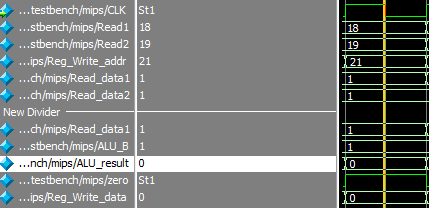 ...testbench/mips/CLK St1
...stbench/mips/Read1 18 18
...stbench/mips/Read2 19 19
...ips/Reg_Write_addr 21 21
...ch/mips/Read_data1 1 1
...ch/mips/Read_data2 1 1
New Divider
...ch/mips/Read_data1 1 1
...stbench/mips/ALU_B 1 1
...nch/mips/ALU_result 0 0
...testbench/mips/zero St1
...ips/Reg_Write_data 0 0